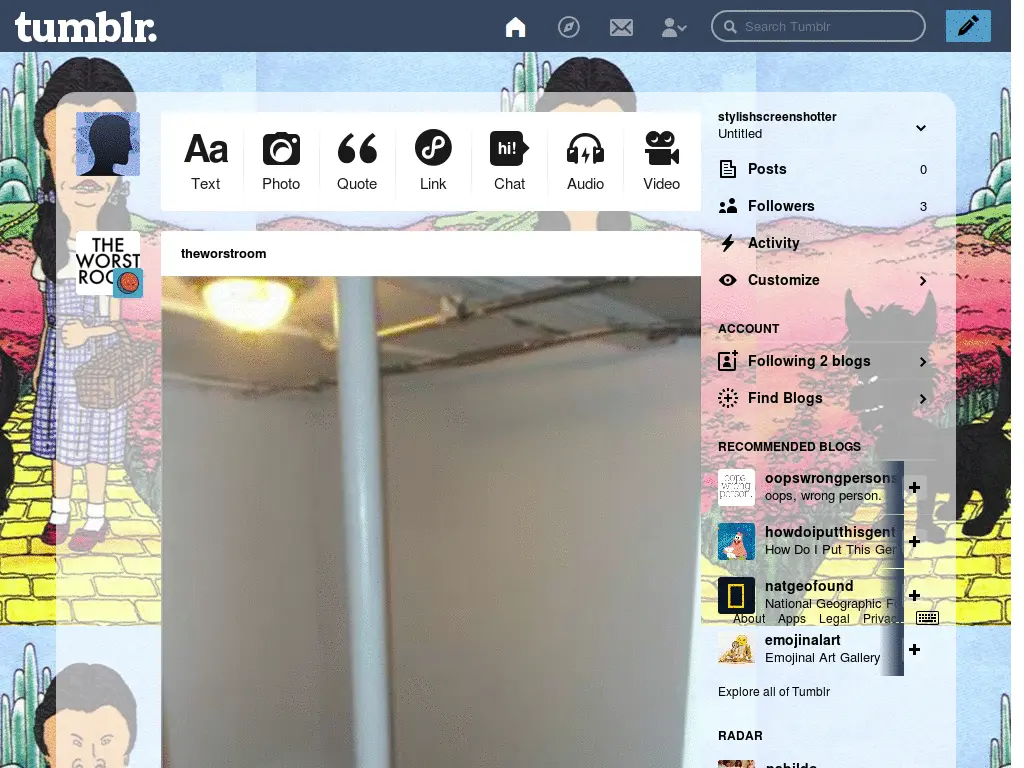 tumblr.
Search Tumblr
Aa
Text
Photo
Quote
Link
hi!
Chat
Audio
Video
THE
WORST
theworstroom
stylishscreenshotter
Untitled
Posts 0
Followers 3
Activity
Customize
ACCOUNT
Following 2 blogs
Find Blogs
RECOMMENDED BLOGS
oops
wrong
person.
oopswrongpersons
oops, wrong person.
howdoiputthisgent
How Do I Put This Gen
natgeofound
National Geographic F
About Apps Legal Privac
emojinalart
Emojinal Art Gallery
Explore all of Tumblr
RADAR